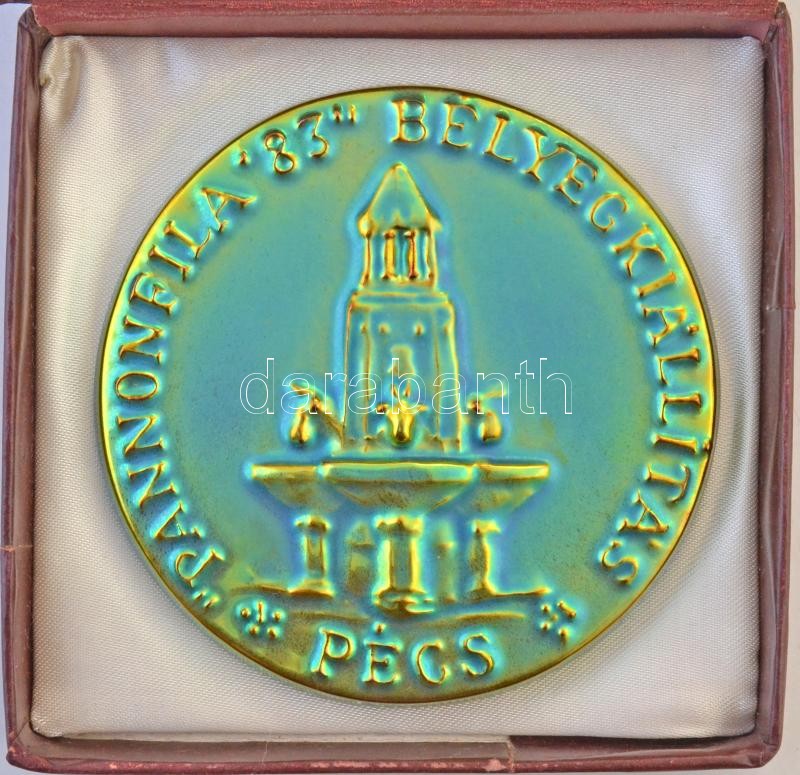 "PANNONFILA '83" BÉLYEGKIÁLLÍTÁS
PÉCS
darabanth